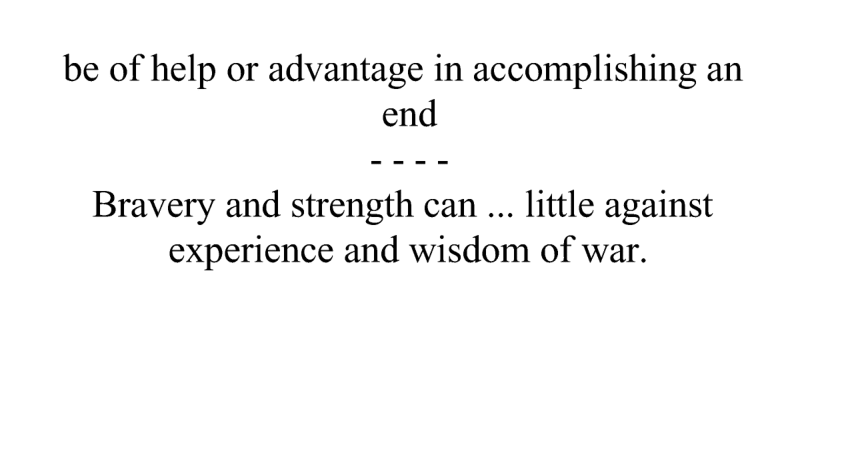 be of help or advantage in accomplishing an
end
- - - -
Bravery and strength can ... little against
experience and wisdom of war.